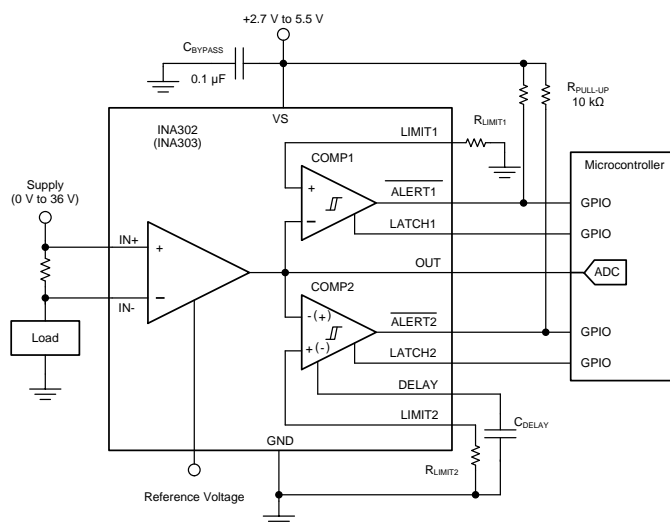 +2.7 V to 5.5 V
CBYPASS
0.1 µF
RPULL-UP
10 kΩ
VS
INA302
(INA303)
LIMIT1
RLIMIT1
COMP1
Microcontroller
Supply
(0 V to 36 V)
+
ALERT1
GPIO
−
LATCH1
GPIO
IN+
+
OUT
ADC
IN-
−
COMP2
Load
-(+)
ALERT2
GPIO
+(-)
LATCH2
GPIO
DELAY
LIMIT2
CDELAY
GND
RLIMIT2
Reference Voltage